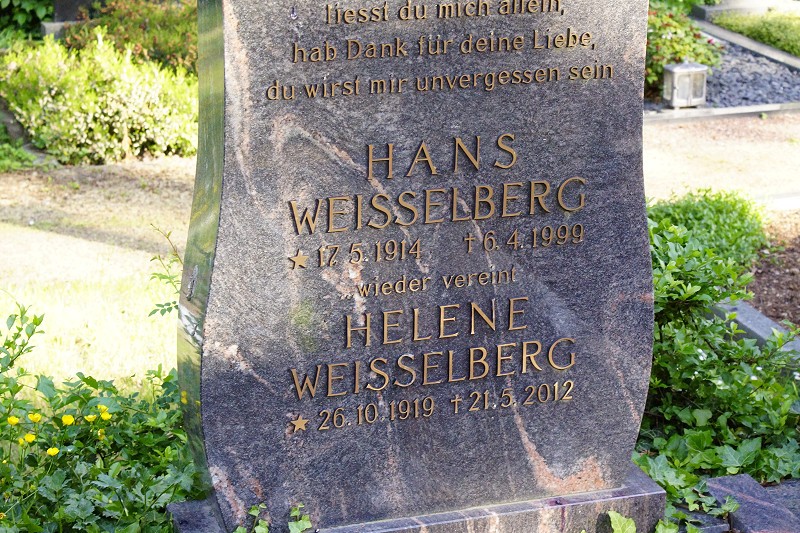 liesst du mich allein,
hab Dank für deine Liebe,
du wirst mir unvergessen sein
HANS
WEISSELBERG
★ 17.5.1914 † 6.4.1999
wieder vereint
HELENE
WEISSELBERG
★ 26.10.1919 † 21.5.2012